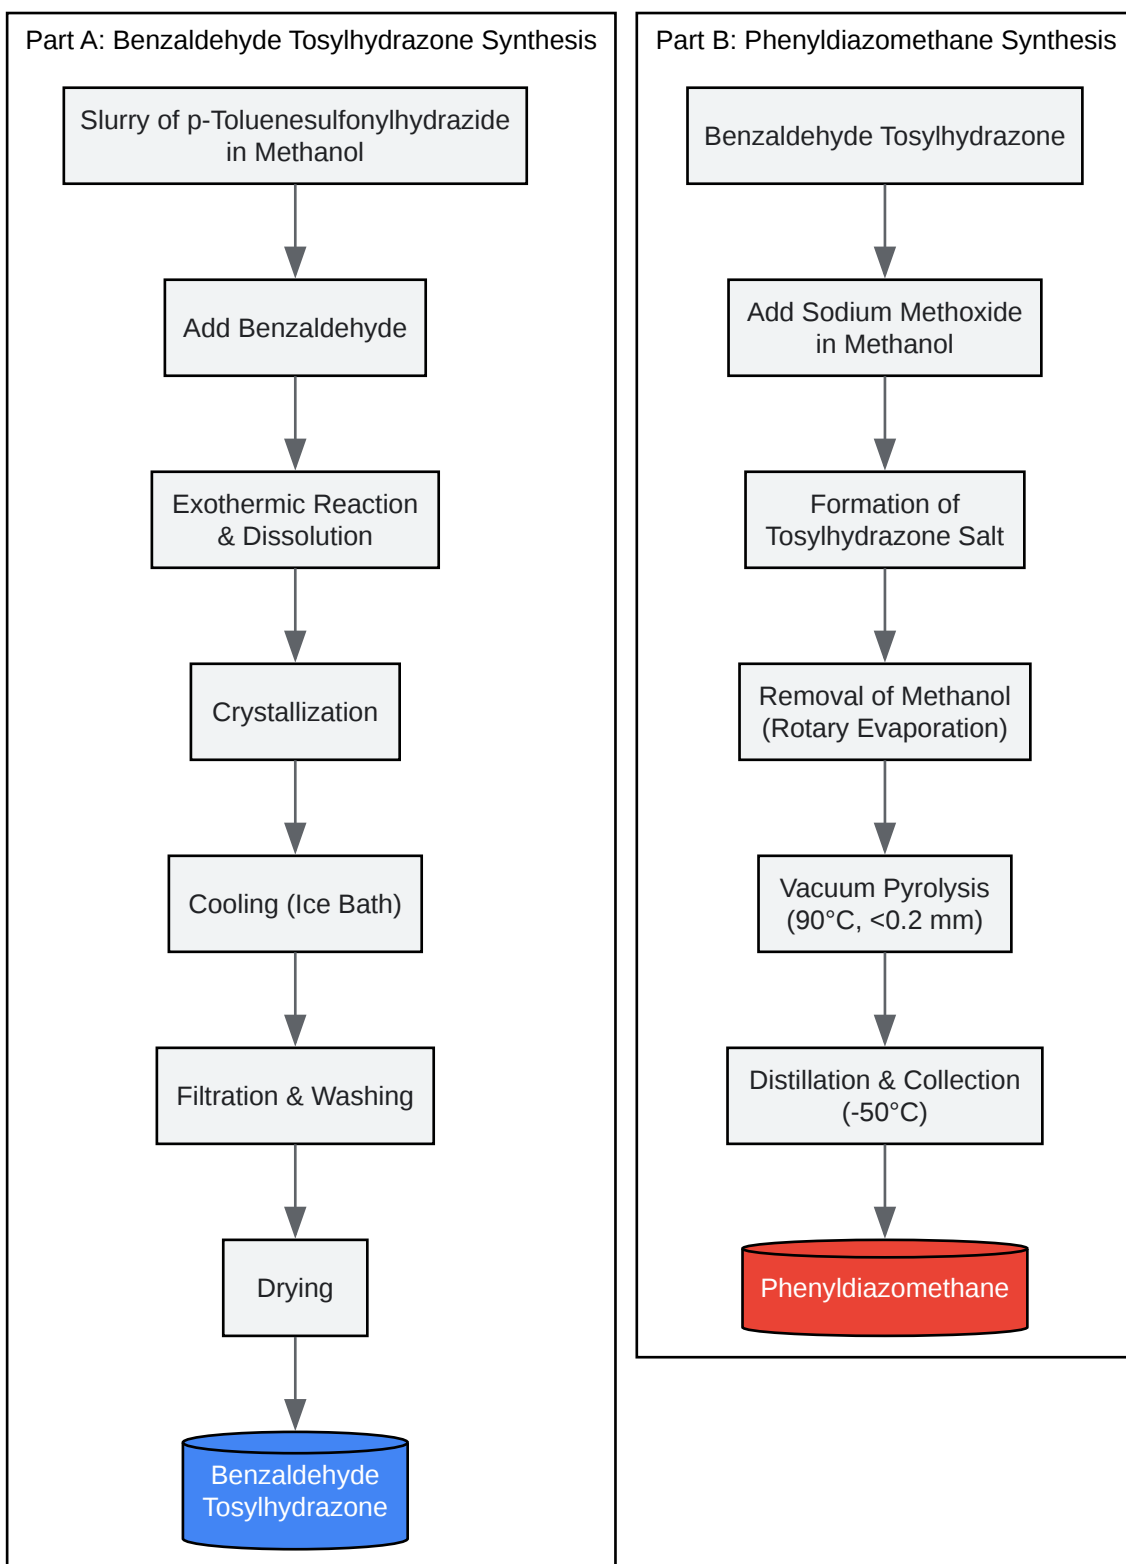 Part A: Benzaldehyde Tosylhydrazone Synthesis
Slurry of p-Toluenesulfonylhydrazide
in Methanol
Add Benzaldehyde
Exothermic Reaction
& Dissolution
Crystallization
Cooling (Ice Bath)
Filtration & Washing
Drying
Benzaldehyde
Tosylhydrazone
Part B: Phenyldiazomethane Synthesis
Benzaldehyde Tosylhydrazone
Add Sodium Methoxide
in Methanol
Formation of
Tosylhydrazone Salt
Removal of Methanol
(Rotary Evaporation)
Vacuum Pyrolysis
(90°C, <0.2 mm)
Distillation & Collection
(-50°C)
Phenyldiazomethane